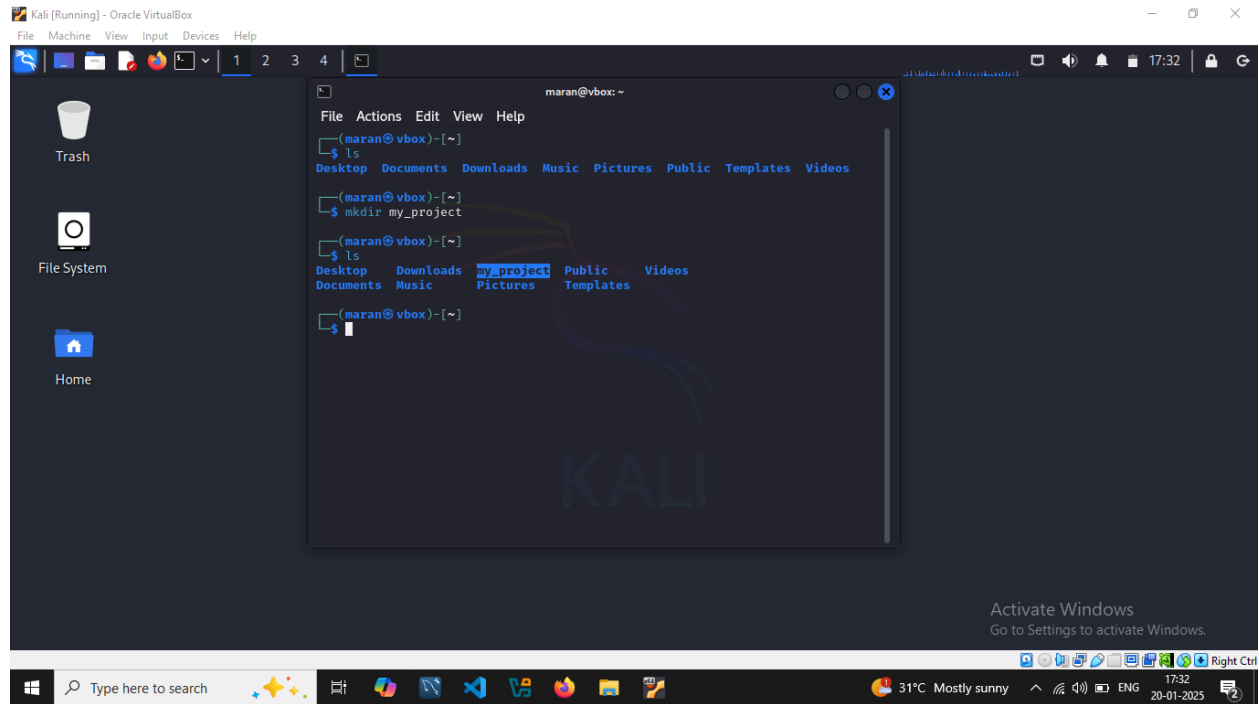 Kali [Running] - Oracle VirtualBox
File Machine View Input Devices Help
1 2 3 4
17:32
maran@vbox: ~
File Actions Edit View Help
┌──(maran㉿vbox)-[~]
└─$ ls
Desktop Documents Downloads Music Pictures Public Templates Videos
┌──(maran㉿vbox)-[~]
└─$ mkdir my_project
┌──(maran㉿vbox)-[~]
└─$ ls
Desktop Downloads my_project Public Videos
Documents Music Pictures Templates
┌──(maran㉿vbox)-[~]
└─$
KALI
Trash
File System
Home
Activate Windows
Go to Settings to activate Windows.
Right Ctrl
Type here to search
1
31°C Mostly sunny
ENG
17:32
20-01-2025
2